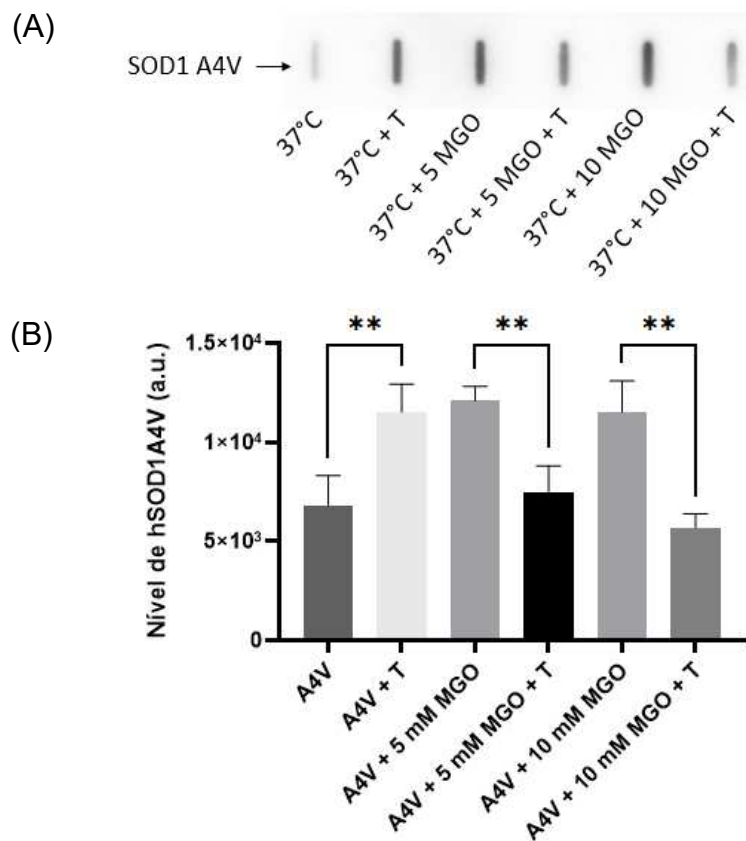 (A)
SOD1 A4V
37°C
37°C + T
37°C + 5 MGO
37°C + 5 MGO + T
37°C + 10 MGO
37°C + 10 MGO + T
(B)
Nível de hSOD1A4V (a.u.)
1.5×10⁴
1×10⁴
5×10³
0
**
**
**
A4V
A4V + T
A4V + 5 mM MGO
A4V + 5 mM MGO + T
A4V + 10 mM MGO
A4V + 10 mM MGO + T